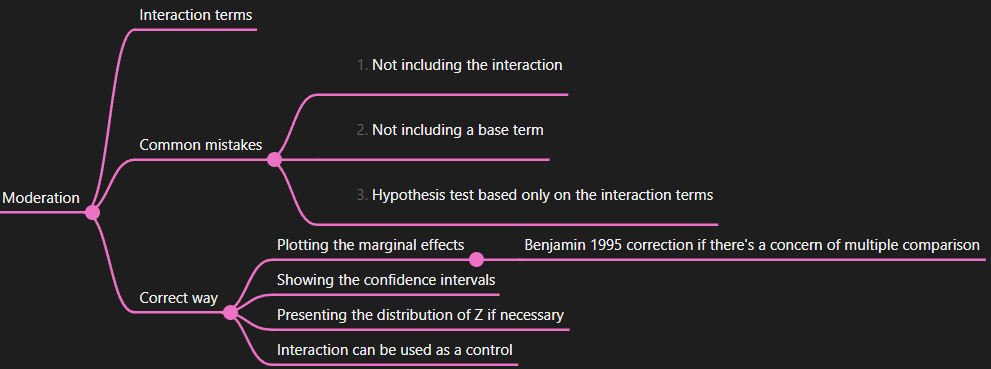 Moderation
Interaction terms
Common mistakes
1. Not including the interaction
2. Not including a base term
3. Hypothesis test based only on the interaction terms
Correct way
Plotting the marginal effects
Benjamin 1995 correction if there's a concern of multiple comparison
Showing the confidence intervals
Presenting the distribution of Z if necessary
Interaction can be used as a control